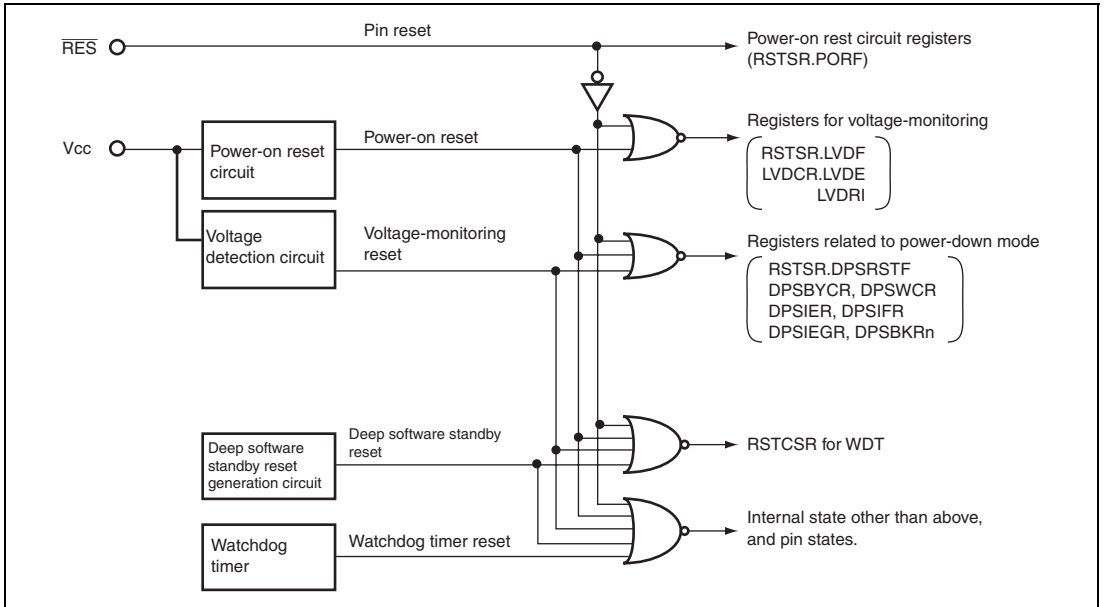 Pin reset
RES
Power-on rest circuit registers
(RSTSR.PORF)
Registers for voltage-monitoring
RSTSR.LVDF
LVDCR.LVDE
LVDRI
Vcc
Power-on reset
circuit
Power-on reset
Voltage
detection circuit
Voltage-monitoring
reset
Registers related to power-down mode
RSTSR.DPSRSTF
DPSBYCR, DPSWCR
DPSIER, DPSIFR
DPSIEGR, DPSBKRn
Deep software
standby reset
generation circuit
Deep software standby
reset
RSTCSR for WDT
Watchdog
timer
Watchdog timer reset
Internal state other than above,
and pin states.